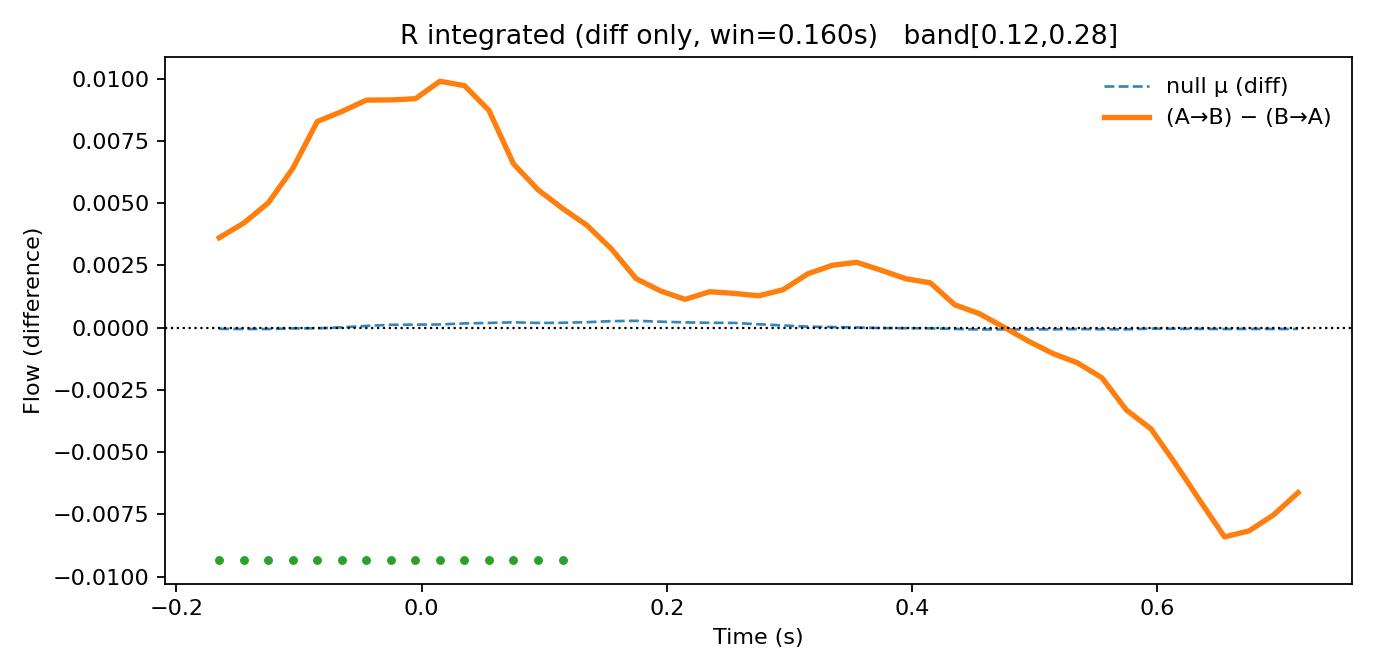 R integrated (diff only, win=0.160s)   band[0.12,0.28]
null μ (diff)
(A→B) − (B→A)
Flow (difference)
0.0100
0.0075
0.0050
0.0025
0.0000
−0.0025
−0.0050
−0.0075
−0.0100
−0.2
0.0
0.2
0.4
0.6
Time (s)